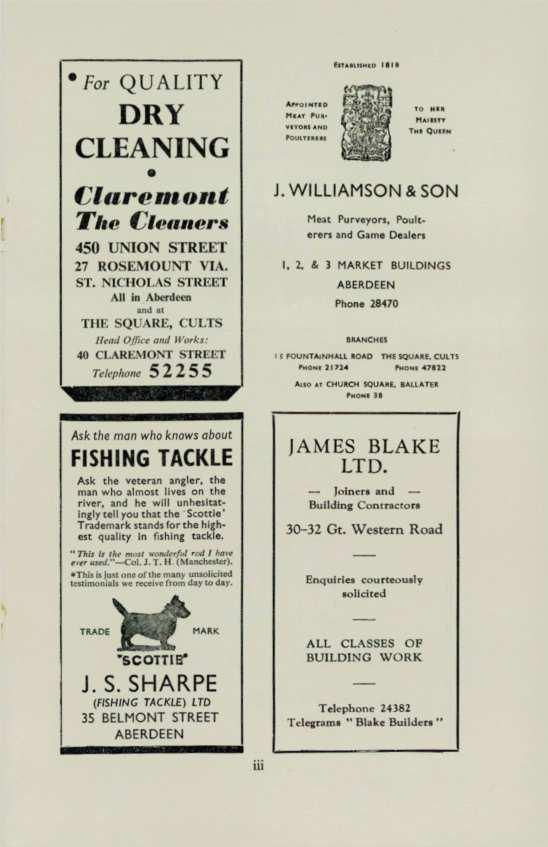 • For QUALITY
DRY
CLEANING
•
Claremont
The Cleaners
450 UNION STREET
27 ROSEMOUNT VIA.
ST. NICHOLAS STREET
All in Aberdeen
and at
THE SQUARE, CULTS
Head Office and Works:
40 CLAREMONT STREET
Telephone 52255
ESTABLISHED 1818
APPOINTED
MEAT PUR-
VEYORS AND
POULTERERS
TO HER
MAJESTY
THE QUEEN
J. WILLIAMSON & SON
Meat Purveyors, Poult-
erers and Game Dealers
1, 2, & 3 MARKET BUILDINGS
ABERDEEN
Phone 28470
BRANCHES
15 FOUNTAINHALL ROAD THE SQUARE, CULTS
PHONE 21724 PHONE 47822
ALSO AT CHURCH SQUARE, BALLATER
PHONE 38
Ask the man who knows about
FISHING TACKLE
Ask the veteran angler, the
man who almost lives on the
river, and he will unhesitat-
ingly tell you that the 'Scottie'
Trademark stands for the high-
est quality in fishing tackle.
"This is the most wonderful rod I have
ever used."—Col. J. T. H. (Manchester).
*This is just one of the many unsolicited
testimonials we receive from day to day.
TRADE MARK
"SCOTTIE"
J. S. SHARPE
(FISHING TACKLE) LTD
35 BELMONT STREET
ABERDEEN
JAMES BLAKE
LTD.
— Joiners and —
Building Contractors
30–32 Gt. Western Road
Enquiries courteously
solicited
ALL CLASSES OF
BUILDING WORK
Telephone 24382
Telegrams "Blake Builders"
iii